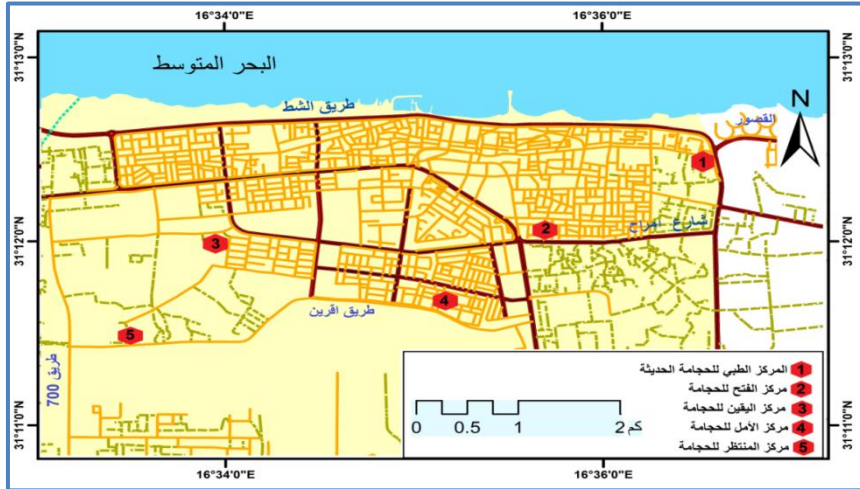 16°34'0"E
16°36'0"E
31°13'0"N
31°13'0"N
البحر المتوسط
طريق الشط
القصور
N
1
2
شارع افراج
31°12'0"N
31°12'0"N
3
4
طريق اقرين
5
طريق 700
1 المركز الطبي للحجامة الحديثة
2 مركز الفتح للحجامة
3 مركز اليقين للحجامة
4 مركز الأمل للحجامة
5 مركز المنتظر للحجامة
0 0.5 1 2 كم
31°11'0"N
31°11'0"N
16°34'0"E
16°36'0"E